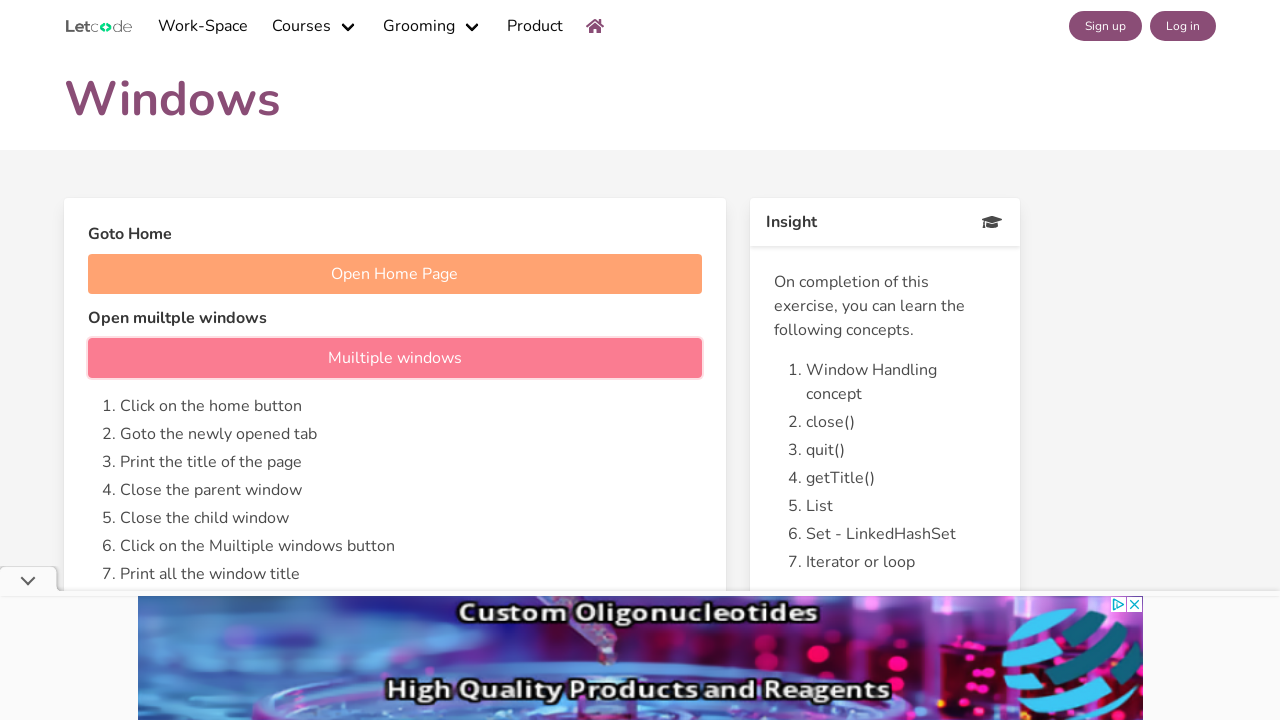 Letcode Work-Space Courses Grooming Product Sign up Log in
Windows
Goto Home
Open Home Page
Open muiltple windows
Muiltiple windows
1. Click on the home button
2. Goto the newly opened tab
3. Print the title of the page
4. Close the parent window
5. Close the child window
6. Click on the Muiltiple windows button
7. Print all the window title
Insight
On completion of this
exercise, you can learn the
following concepts.
1. Window Handling
concept
2. close()
3. quit()
4. getTitle()
5. List
6. Set - LinkedHashSet
7. Iterator or loop
Custom Oligonucleotides
High Quality Products and Reagents